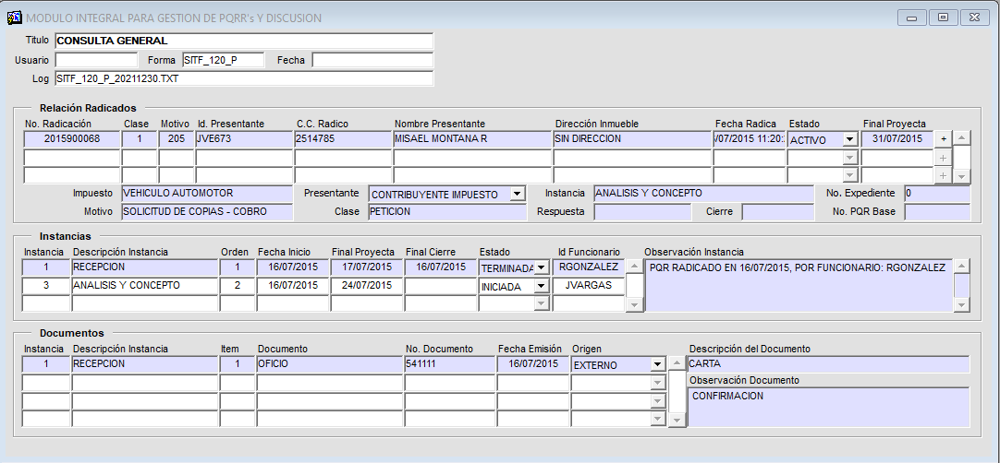 MODULO INTEGRAL PARA GESTION DE PQRR's Y DISCUSION
Titulo CONSULTA GENERAL
Usuario Forma SITF_120_P Fecha
Log SITF_120_P_20211230.TXT
Relación Radicados
No. Radicación Clase Motivo Id. Presentante C.C. Radico Nombre Presentante Dirección Inmueble Fecha Radica Estado Final Proyecta
2015900068 1 205 JVE673 2514785 MISAEL MONTANA R SIN DIRECCION /07/2015 11:20: ACTIVO 31/07/2015 +
+
+
Impuesto VEHICULO AUTOMOTOR Presentante CONTRIBUYENTE IMPUESTO Instancia ANALISIS Y CONCEPTO No. Expediente 0
Motivo SOLICITUD DE COPIAS - COBRO Clase PETICION Respuesta Cierre No. PQR Base
Instancias
Instancia Descripción Instancia Orden Fecha Inicio Final Proyecta Final Cierre Estado Id Funcionario Observación Instancia
1 RECEPCION 1 16/07/2015 17/07/2015 16/07/2015 TERMINADA RGONZALEZ PQR RADICADO EN 16/07/2015, POR FUNCIONARIO: RGONZALEZ
3 ANALISIS Y CONCEPTO 2 16/07/2015 24/07/2015 INICIADA JVARGAS
Documentos
Instancia Descripción Instancia Item Documento No. Documento Fecha Emisión Origen Descripción del Documento
1 RECEPCION 1 OFICIO 541111 16/07/2015 EXTERNO CARTA
Observación Documento
CONFIRMACION